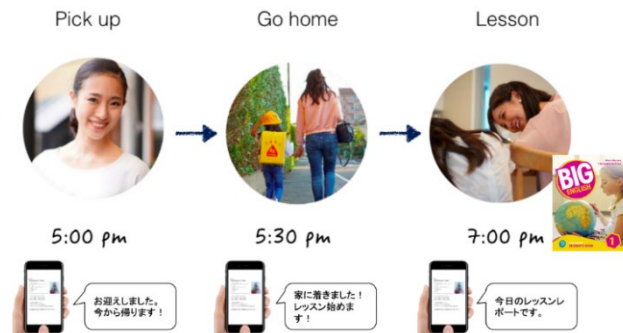 Pick up
Go home
Lesson
BIG
ENGLISH
1
5:00 pm
5:30 pm
7:00 pm
お迎えしました。
今から帰ります！
家に着きました！
レッスン始めま
す！
今日のレッスンレ
ポートです。